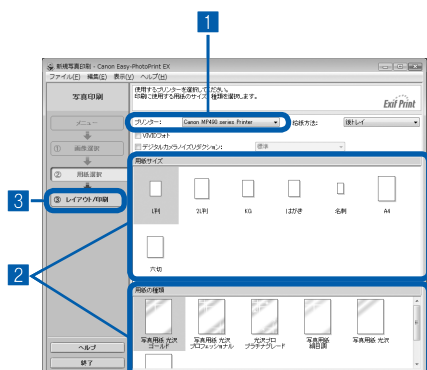 1
新規写真印刷 - Canon Easy-PhotoPrint EX
ファイル(F) 編集(E) 表示(V) ヘルプ(H)
写真印刷
使用するプリンターを選択してください。
印刷に使用する用紙のサイズ、種類を選択します。
Exif Print
メニュー
プリンター: Canon MP490 series Printer 給紙方法: 後トレイ
VIVIDフォト
デジタルカメラノイズリダクション: 標準
① 画像選択
② 用紙選択
③ レイアウト/印刷
3
2
用紙サイズ
L判 2L判 KG はがき 名刺 A4
六切
用紙の種類
写真用紙 光沢 ゴールド
写真用紙 光沢 プロフェッショナル
光沢プロ プラチナグレード
写真用紙 絹目調
写真用紙 光沢
ヘルプ
終了